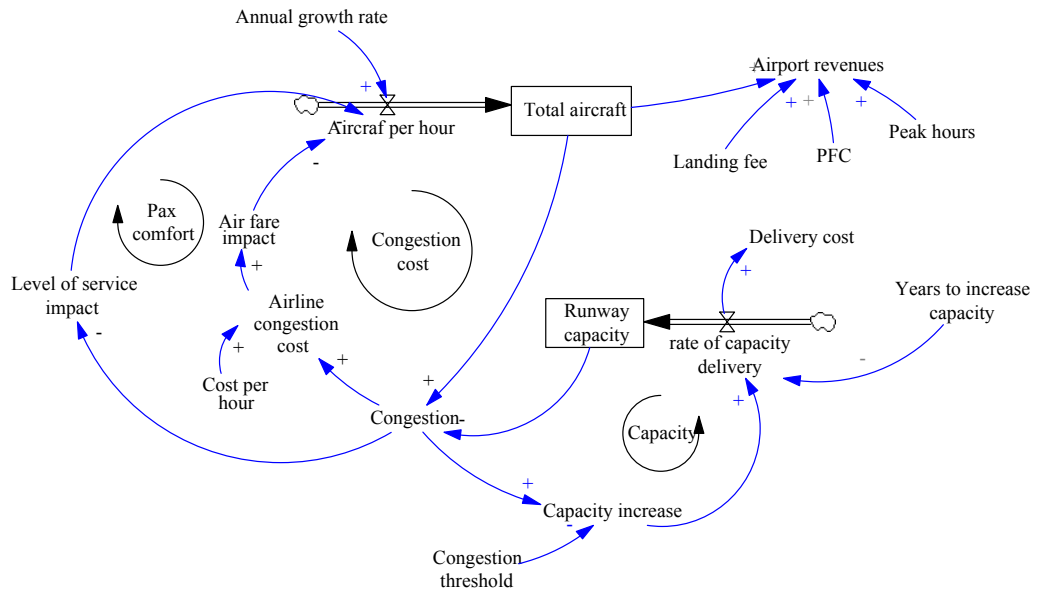 Annual growth rate
+
Airport revenues
+
+
+
+
Total aircraft
-
Aircraf per hour
Landing fee
PFC
Peak hours
-
Pax
comfort
Air fare
impact
Congestion
cost
Delivery cost
+
+
Level of service
impact
Airline
congestion
cost
Runway
capacity
Years to increase
capacity
-
+
rate of capacity
delivery
-
+
Cost per
hour
+
+
Congestion
-
Capacity
+
Capacity increase
-
Congestion
threshold